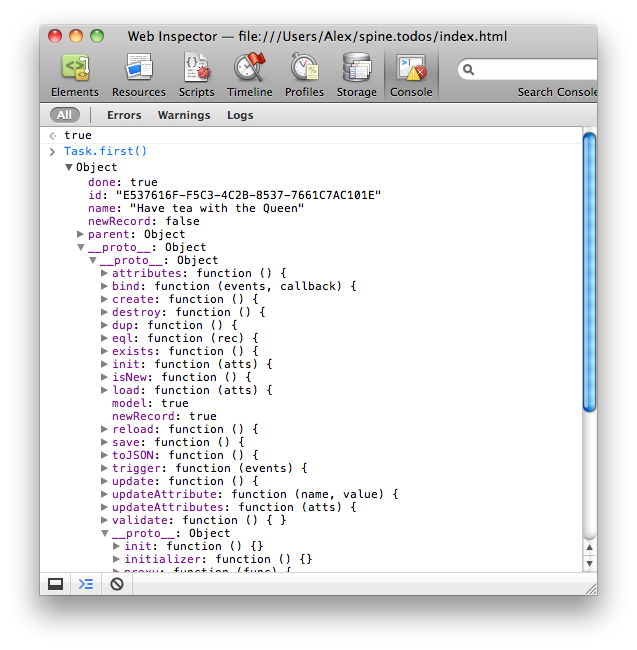 Web Inspector — file:///Users/Alex/spine.todos/index.html
Elements Resources Scripts Timeline Profiles Storage Console Search Console
All Errors Warnings Logs
true
Task.first()
Object
done: true
id: "E537616F-F5C3-4C2B-8537-7661C7AC101E"
name: "Have tea with the Queen"
newRecord: false
parent: Object
__proto__: Object
__proto__: Object
attributes: function () {
bind: function (events, callback) {
create: function () {
destroy: function () {
dup: function () {
eql: function (rec) {
exists: function () {
init: function (atts) {
isNew: function () {
load: function (atts) {
model: true
newRecord: true
reload: function () {
save: function () {
toJSON: function () {
trigger: function (events) {
update: function () {
updateAttribute: function (name, value) {
updateAttributes: function (atts) {
validate: function () { }
__proto__: Object
init: function () {}
initializer: function () {}
proxy: function (func) {